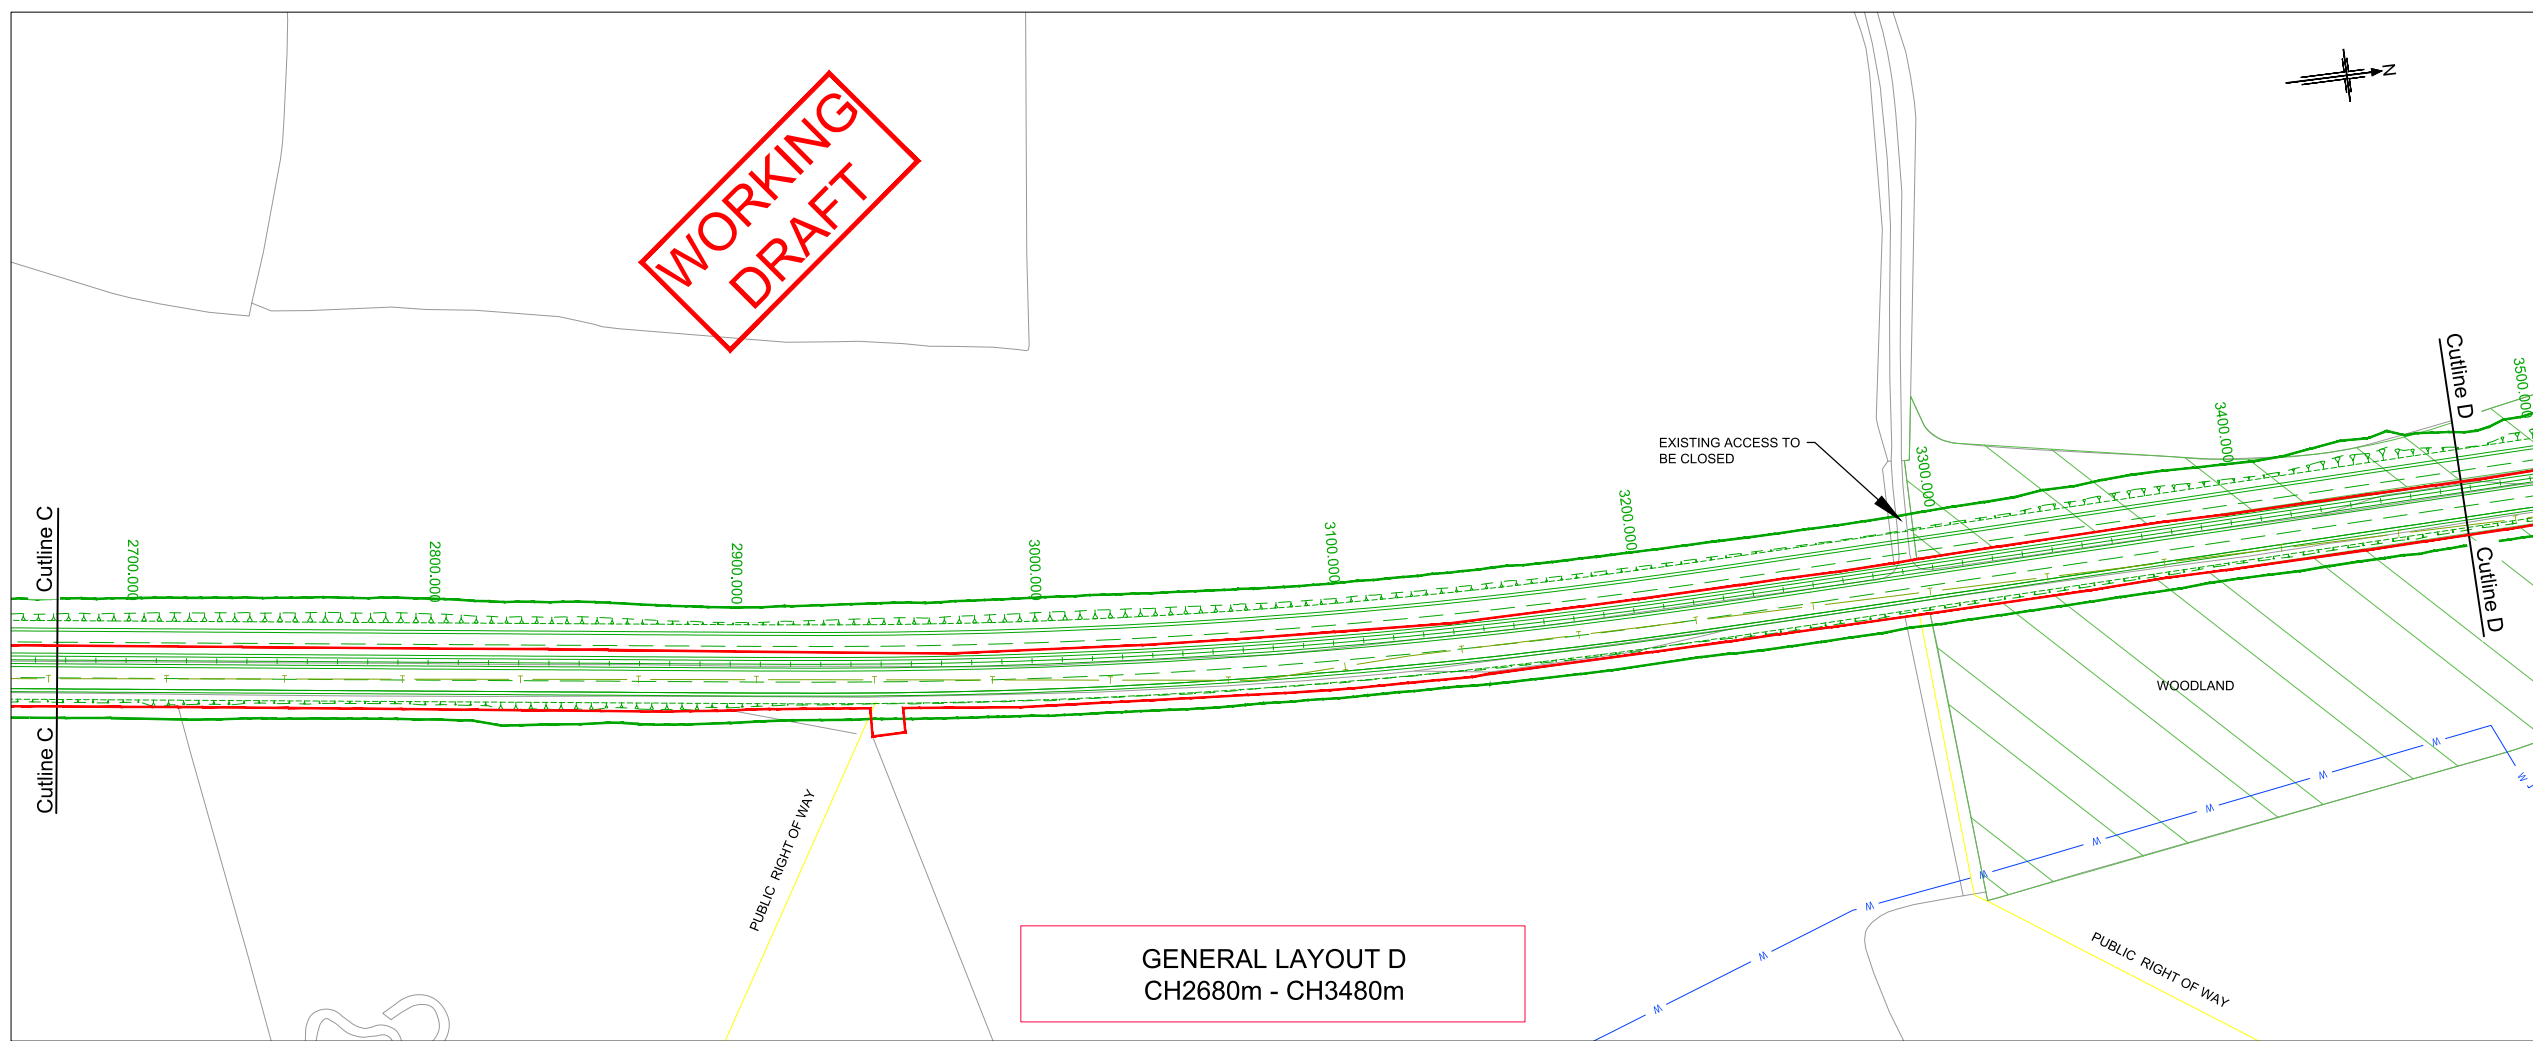 WORKING
DRAFT
N
EXISTING ACCESS TO
BE CLOSED
Cutline C
2700.000
2800.000
2900.000
3000.000
3100.000
3200.000
3300.000
3400.000
3500.000
Cutline D
Cutline C
Cutline D
WOODLAND
PUBLIC RIGHT OF WAY
PUBLIC RIGHT OF WAY
GENERAL LAYOUT D
CH2680m - CH3480m
W
W
W
W
W
W
W
W
W